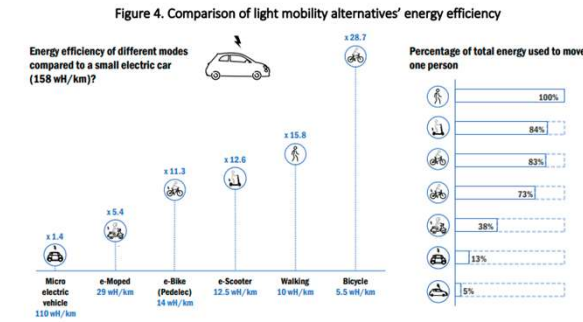 Figure 4. Comparison of light mobility alternatives' energy efficiency
Energy efficiency of different modes
compared to a small electric car
(158 wH/km)?
x 1.4
x 5.4
x 11.3
x 12.6
x 15.8
x 28.7
Micro
electric
vehicle
110 wH/km
e-Moped
29 wH/km
e-Bike
(Pedelec)
14 wH/km
e-Scooter
12.5 wH/km
Walking
10 wH/km
Bicycle
5.5 wH/km
Percentage of total energy used to move
one person
100%
84%
83%
73%
38%
13%
5%